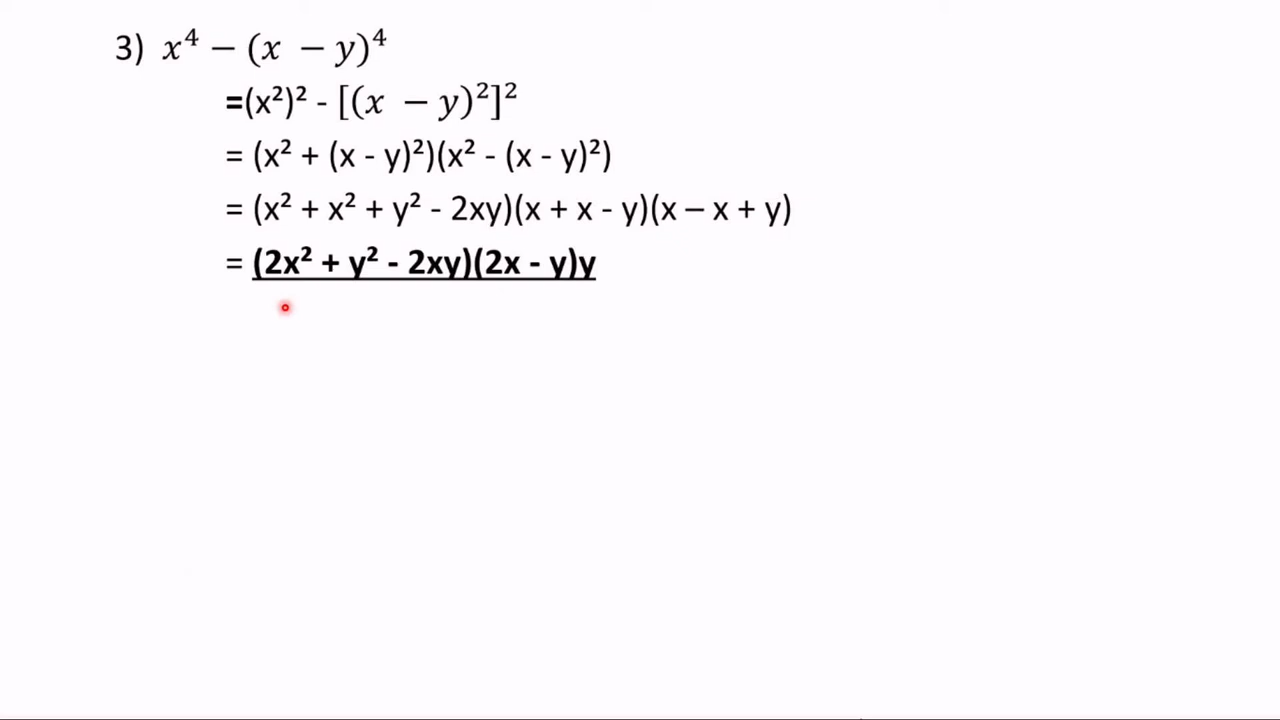 3) x⁴ − (x − y)⁴
=(x²)² - [(x − y)²]²
= (x² + (x - y)²)(x² - (x - y)²)
= (x² + x² + y² - 2xy)(x + x - y)(x – x + y)
= (2x² + y² - 2xy)(2x - y)y